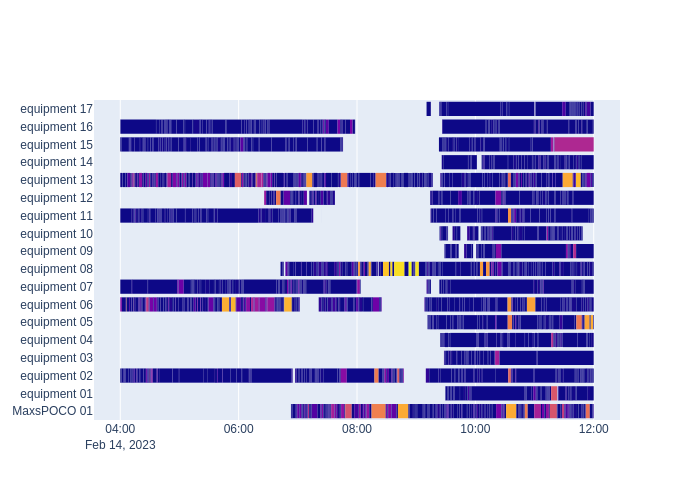 equipment 17
equipment 16
equipment 15
equipment 14
equipment 13
equipment 12
equipment 11
equipment 10
equipment 09
equipment 08
equipment 07
equipment 06
equipment 05
equipment 04
equipment 03
equipment 02
equipment 01
MaxsPOCO 01
04:00 06:00 08:00 10:00 12:00
Feb 14, 2023